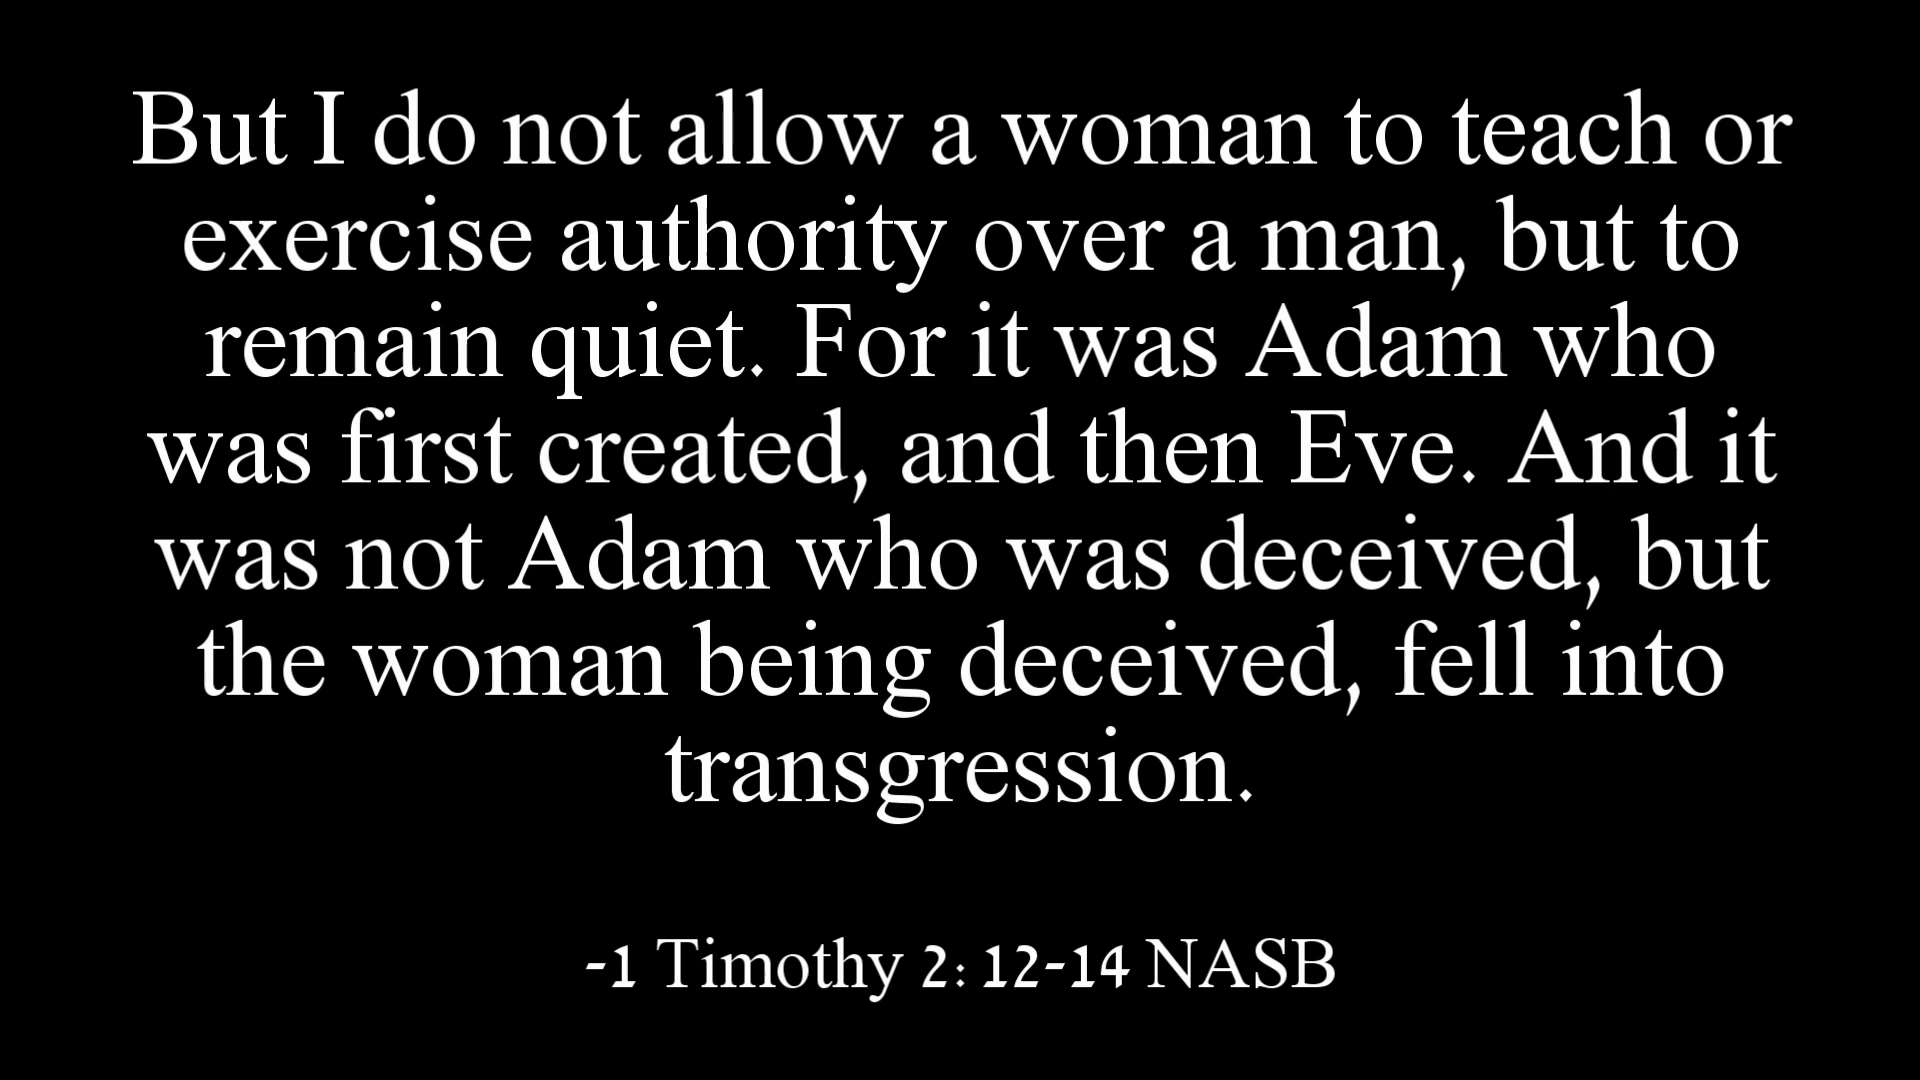 But I do not allow a woman to teach or
exercise authority over a man, but to
remain quiet. For it was Adam who
was first created, and then Eve. And it
was not Adam who was deceived, but
the woman being deceived, fell into
transgression.
-1 Timothy 2: 12-14 NASB